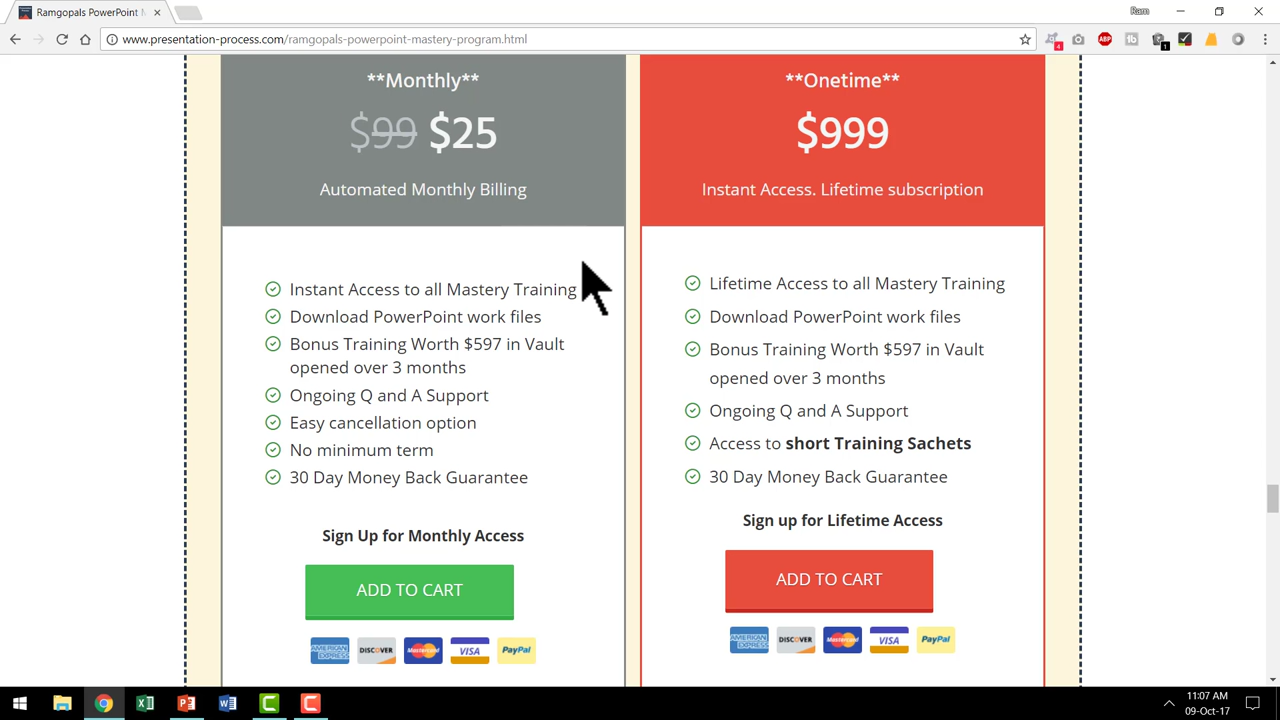 Ramgopals PowerPoint M
Ram
www.presentation-process.com/ramgopals-powerpoint-mastery-program.html
4
ABP
1
**Monthly**
$99 $25
Automated Monthly Billing
Instant Access to all Mastery Training
Download PowerPoint work files
Bonus Training Worth $597 in Vault
opened over 3 months
Ongoing Q and A Support
Easy cancellation option
No minimum term
30 Day Money Back Guarantee
Sign Up for Monthly Access
ADD TO CART
AMERICAN EXPRESS DISCOVER MasterCard VISA PayPal
**Onetime**
$999
Instant Access. Lifetime subscription
Lifetime Access to all Mastery Training
Download PowerPoint work files
Bonus Training Worth $597 in Vault
opened over 3 months
Ongoing Q and A Support
Access to short Training Sachets
30 Day Money Back Guarantee
Sign up for Lifetime Access
ADD TO CART
AMERICAN EXPRESS DISCOVER MasterCard VISA PayPal
11:07 AM
09-Oct-17